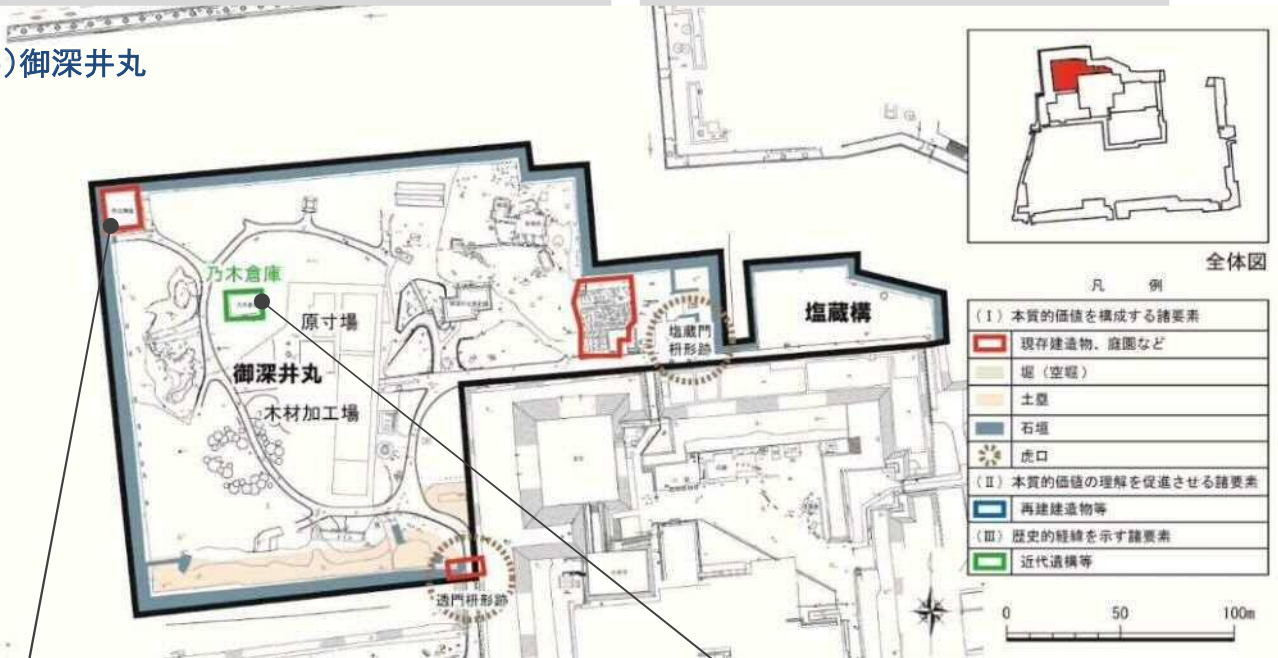 ）御深井丸
乃木倉庫
原寸場
御深井丸
木材加工場
塩蔵門
枡形跡
塩蔵構
透門枡形跡
全体図
凡 例
（Ⅰ）本質的価値を構成する諸要素
現存建造物、庭園など
堀（空堀）
土塁
石垣
虎口
（Ⅱ）本質的価値の理解を促進させる諸要素
再建建造物等
（Ⅲ）歴史的経緯を示す諸要素
近代遺構等
0 50 100m